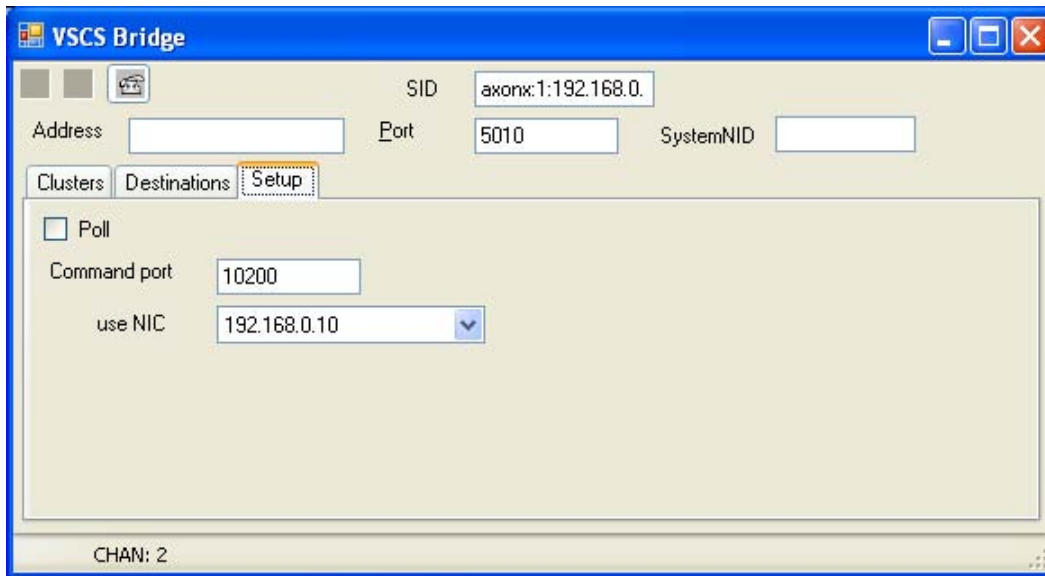 VSCS Bridge
SID axonx:1:192.168.0.
Address Port 5010 SystemNID
Clusters Destinations Setup
Poll
Command port 10200
use NIC 192.168.0.10
CHAN: 2